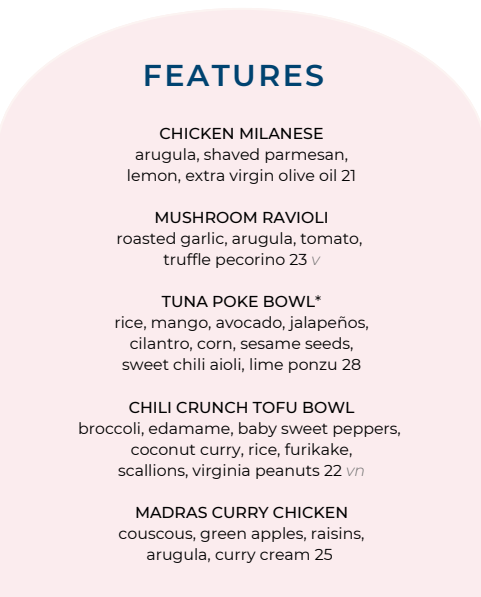 FEATURES
CHICKEN MILANESE
arugula, shaved parmesan,
lemon, extra virgin olive oil 21
MUSHROOM RAVIOLI
roasted garlic, arugula, tomato,
truffle pecorino 23 v
TUNA POKE BOWL*
rice, mango, avocado, jalapeños,
cilantro, corn, sesame seeds,
sweet chili aioli, lime ponzu 28
CHILI CRUNCH TOFU BOWL
broccoli, edamame, baby sweet peppers,
coconut curry, rice, furikake,
scallions, virginia peanuts 22 vn
MADRAS CURRY CHICKEN
couscous, green apples, raisins,
arugula, curry cream 25